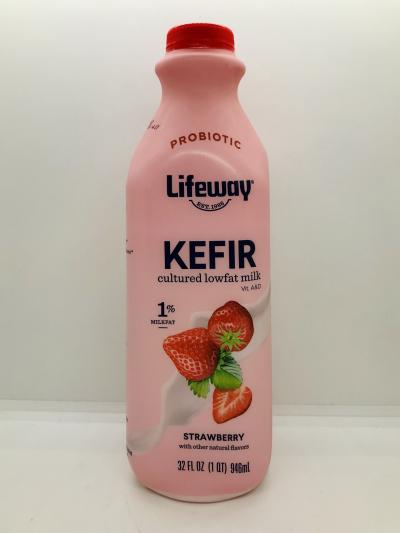 PROBIOTIC
Lifeway®
EST. 1986
KEFIR
cultured lowfat milk
Vit. A&D
1%
MILKFAT
STRAWBERRY
with other natural flavors
32 FL OZ (1 QT) 946mL